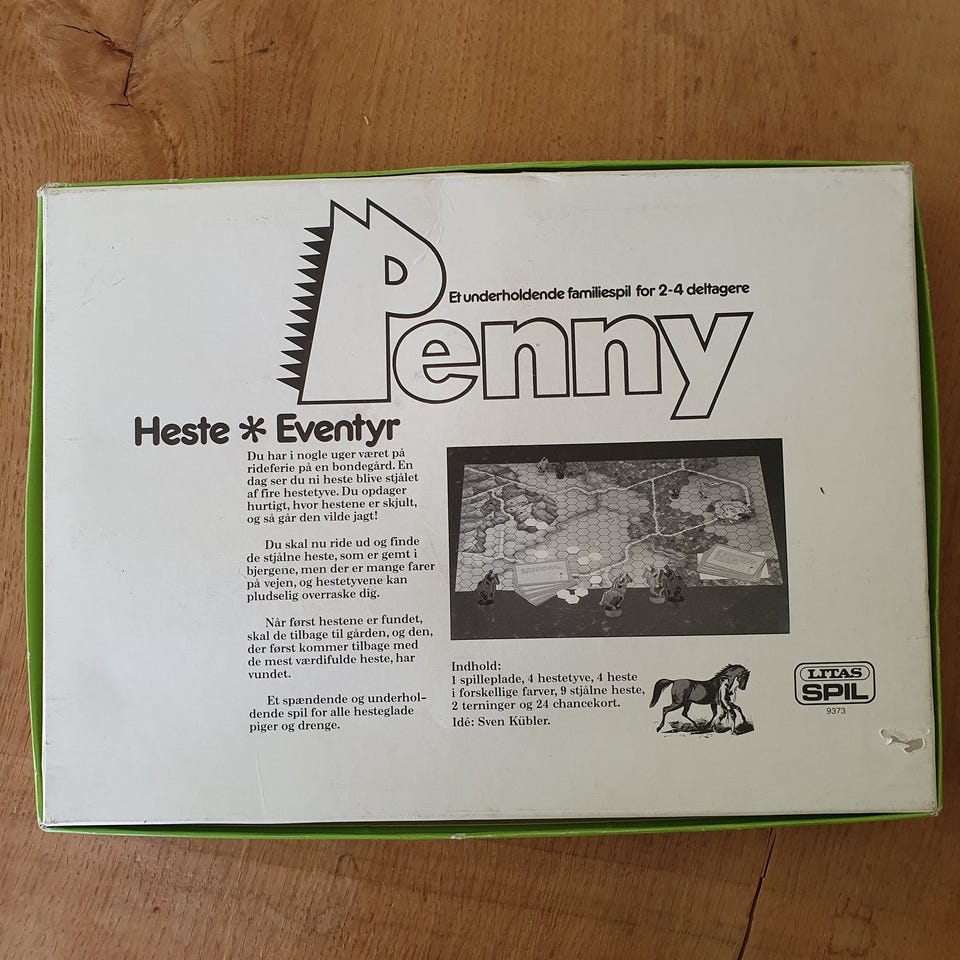 Penny
Et underholdende familiespil for 2-4 deltagere
Heste * Eventyr
Du har i nogle uger været på
rideferie på en bondegård. En
dag ser du ni heste blive stjålet
af fire hestetyve. Du opdager
hurtigt, hvor hestene er skjult,
og så går den vilde jagt!
Du skal nu ride ud og finde
de stjålne heste, som er gemt i
bjergene, men der er mange farer
på vejen, og hestetyvene kan
pludselig overraske dig.
Når først hestene er fundet,
skal de tilbage til gården, og den,
der først kommer tilbage med
de mest værdifulde heste, har
vundet.
Et spændende og underhol-
dende spil for alle hesteglade
piger og drenge.
Indhold:
1 spilleplade, 4 hestetyve, 4 heste
i forskellige farver, 9 stjålne heste,
2 terninger og 24 chancekort.
Idé: Sven Kübler.
LITAS
SPIL
9373